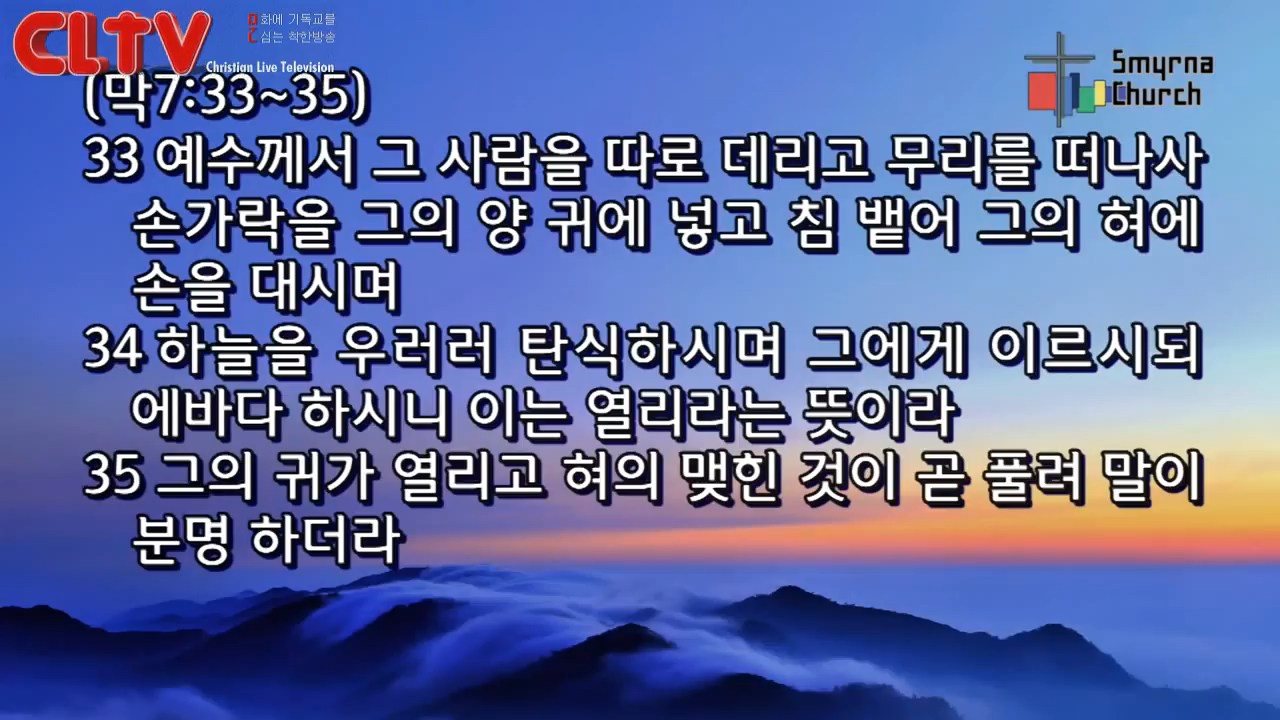 CLTV
문화에 기독교를
심는 착한방송
Christian Live Television
Smyrna
Church
(막7:33~35)
33 예수께서 그 사람을 따로 데리고 무리를 떠나사
손가락을 그의 양 귀에 넣고 침 뱉어 그의 혀에
손을 대시며
34 하늘을 우러러 탄식하시며 그에게 이르시되
에바다 하시니 이는 열리라는 뜻이라
35 그의 귀가 열리고 혀의 맺힌 것이 곧 풀려 말이
분명 하더라